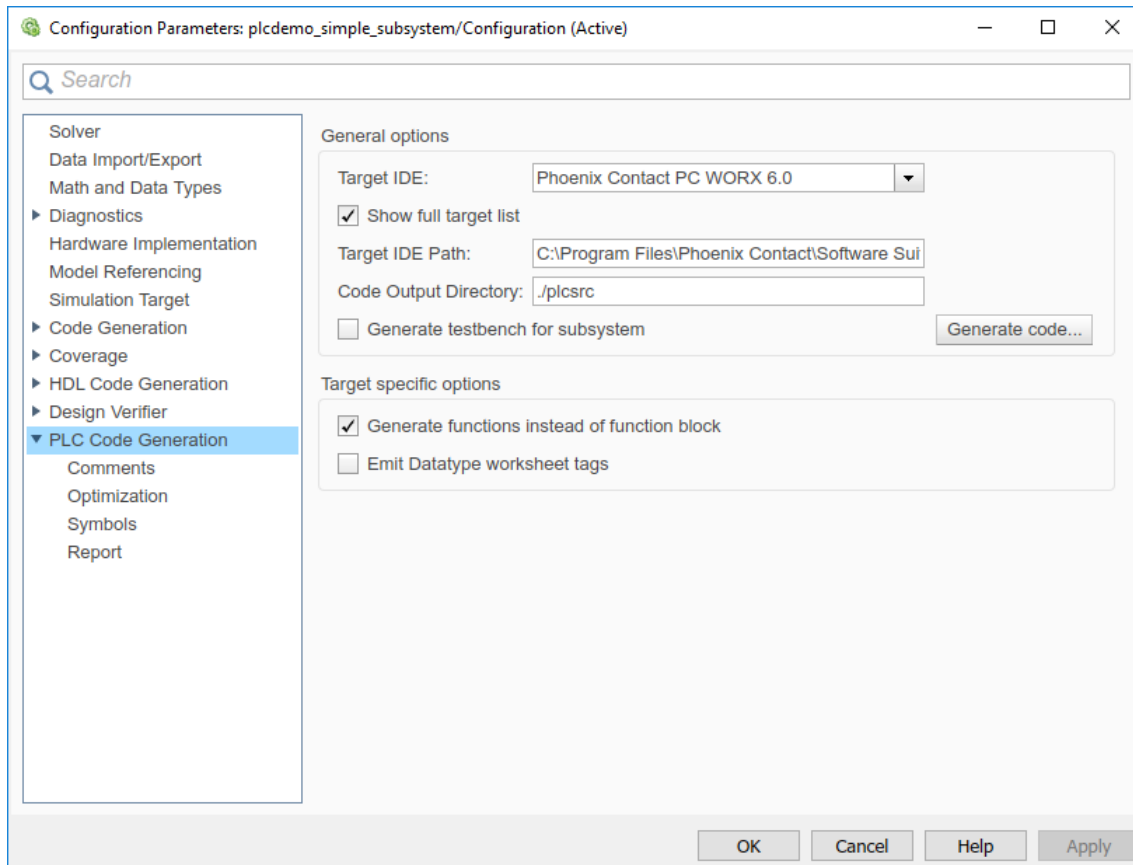 Configuration Parameters: plcdemo_simple_subsystem/Configuration (Active)
Search
Solver
Data Import/Export
Math and Data Types
Diagnostics
Hardware Implementation
Model Referencing
Simulation Target
Code Generation
Coverage
HDL Code Generation
Design Verifier
PLC Code Generation
Comments
Optimization
Symbols
Report
General options
Target IDE: Phoenix Contact PC WORX 6.0
Show full target list
Target IDE Path: C:\Program Files\Phoenix Contact\Software Sui
Code Output Directory: ./plcsrc
Generate testbench for subsystem Generate code...
Target specific options
Generate functions instead of function block
Emit Datatype worksheet tags
OK Cancel Help Apply